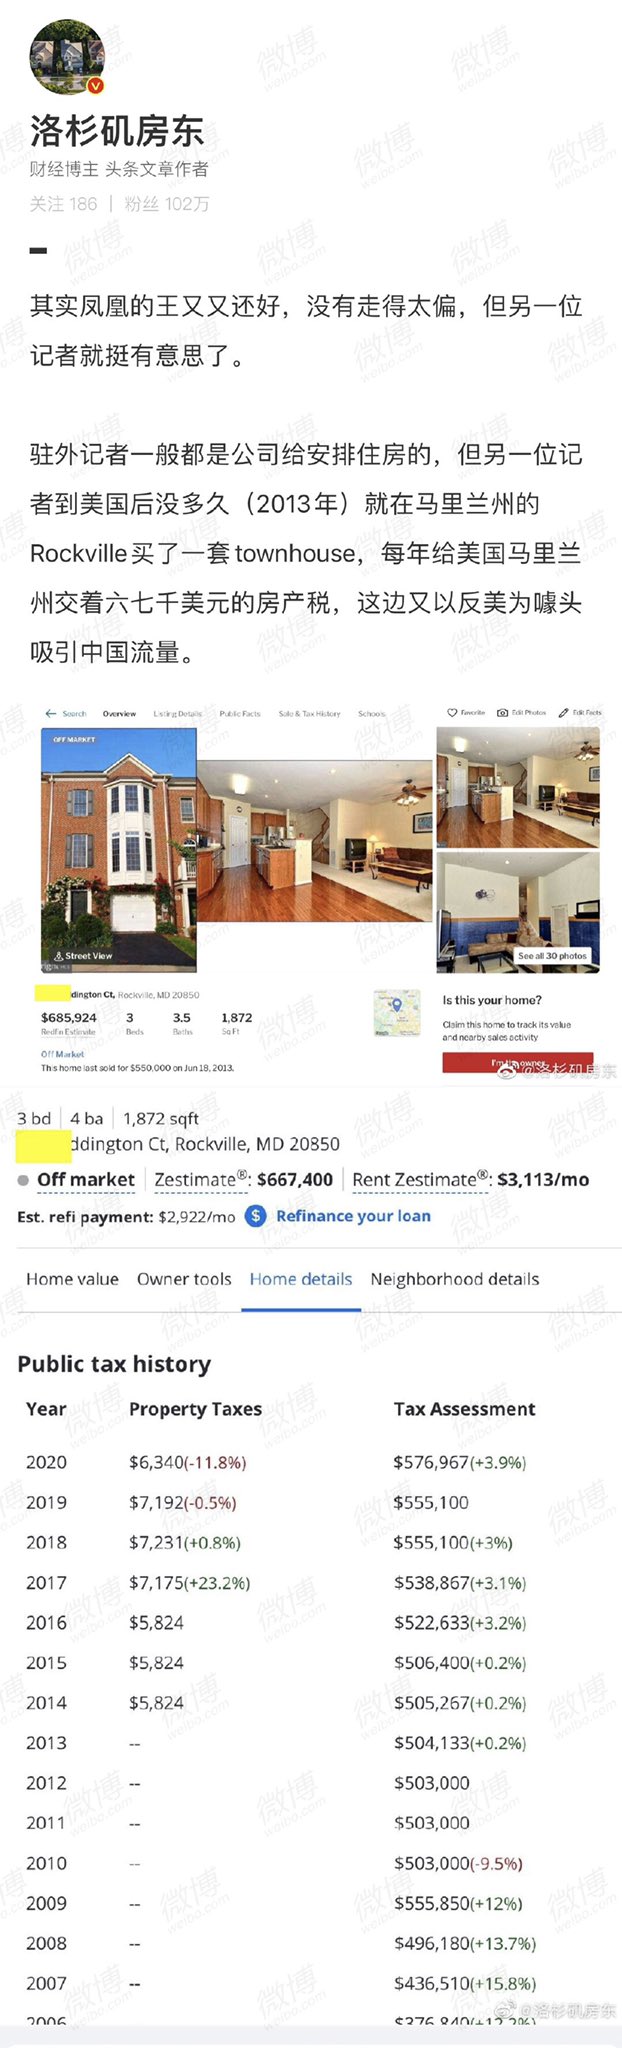 洛杉矶房东
财经博主 头条文章作者
关注 186 | 粉丝 102万
其实凤凰的王又又还好，没有走得太偏，但另一位
记者就挺有意思了。
驻外记者一般都是公司给安排住房的，但另一位记
者到美国后没多久（2013年）就在马里兰州的
Rockville买了一套townhouse，每年给美国马里兰
州交着六七千美元的房产税，这边又以反美为噱头
吸引中国流量。
← Search Overview Listing Details Public Facts Sale & Tax History Schools Favorite Edit Photos Edit Facts
OFF MARKET
Street View
See all 30 photos
dington Ct, Rockville, MD 20850
$685,924 3 3.5 1,872
Redfin Estimate Beds Baths Sq Ft
Off Market
This home last sold for $550,000 on Jun 18, 2013.
Is this your home?
Claim this home to track its value
and nearby sales activity
I'm the owner
@洛杉矶房东
3 bd | 4 ba | 1,872 sqft
ddington Ct, Rockville, MD 20850
Off market | Zestimate®: $667,400 | Rent Zestimate®: $3,113/mo
Est. refi payment: $2,922/mo $ Refinance your loan
Home value Owner tools Home details Neighborhood details
Public tax history
Year Property Taxes Tax Assessment
2020 $6,340(-11.8%) $576,967(+3.9%)
2019 $7,192(-0.5%) $555,100
2018 $7,231(+0.8%) $555,100(+3%)
2017 $7,175(+23.2%) $538,867(+3.1%)
2016 $5,824 $522,633(+3.2%)
2015 $5,824 $506,400(+0.2%)
2014 $5,824 $505,267(+0.2%)
2013 -- $504,133(+0.2%)
2012 -- $503,000
2011 -- $503,000
2010 -- $503,000(-9.5%)
2009 -- $555,850(+12%)
2008 -- $496,180(+13.7%)
2007 -- $436,510(+15.8%)
2006 $376,840(+12.2%)
@洛杉矶房东
微博
weibo.com